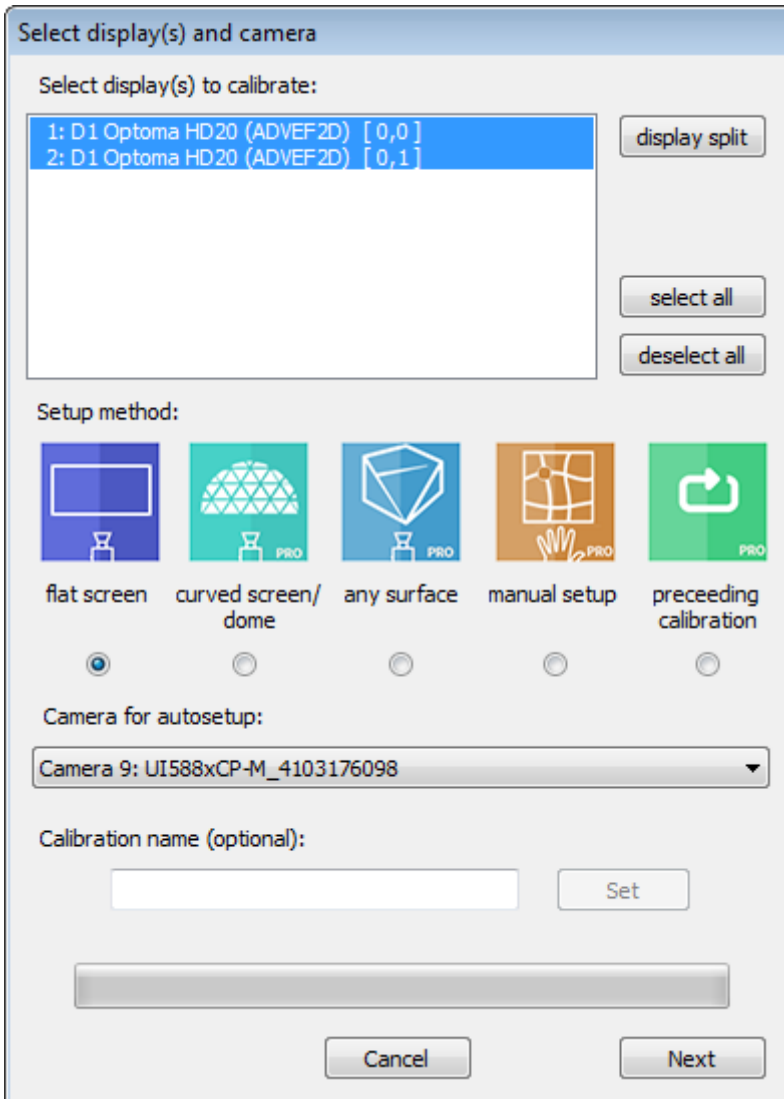 Select display(s) and camera
Select display(s) to calibrate:
1: D1 Optoma HD20 (ADVEF2D) [ 0,0 ]
2: D1 Optoma HD20 (ADVEF2D) [ 0,1 ]
display split
select all
deselect all
Setup method:
PRO
PRO
PRO
PRO
flat screen
curved screen/
dome
any surface
manual setup
preceeding
calibration
Camera for autosetup:
Camera 9: UI588xCP-M_4103176098
Calibration name (optional):
Set
Cancel
Next